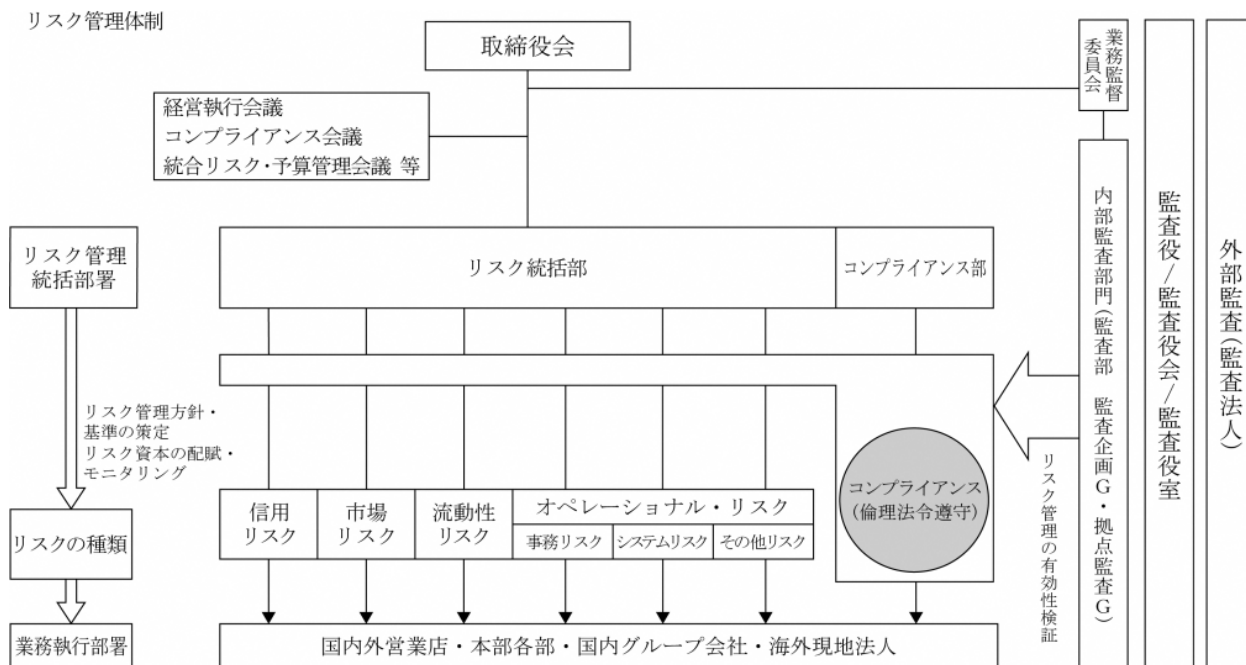 リスク管理体制
取締役会
業務監督
委員会
経営執行会議
コンプライアンス会議
統合リスク・予算管理会議 等
リスク管理
統括部署
リスク統括部
コンプライアンス部
内部監査部門(監査部 監査企画G・拠点監査G)
監査役/監査役会/監査役室
外部監査(監査法人)
リスク管理方針・
基準の策定
リスク資本の配賦・
モニタリング
リスク管理の有効性検証
リスクの種類
信用
リスク
市場
リスク
流動性
リスク
オペレーショナル・リスク
事務リスク
システムリスク
その他リスク
コンプライアンス
(倫理法令遵守)
業務執行部署
国内外営業店・本部各部・国内グループ会社・海外現地法人